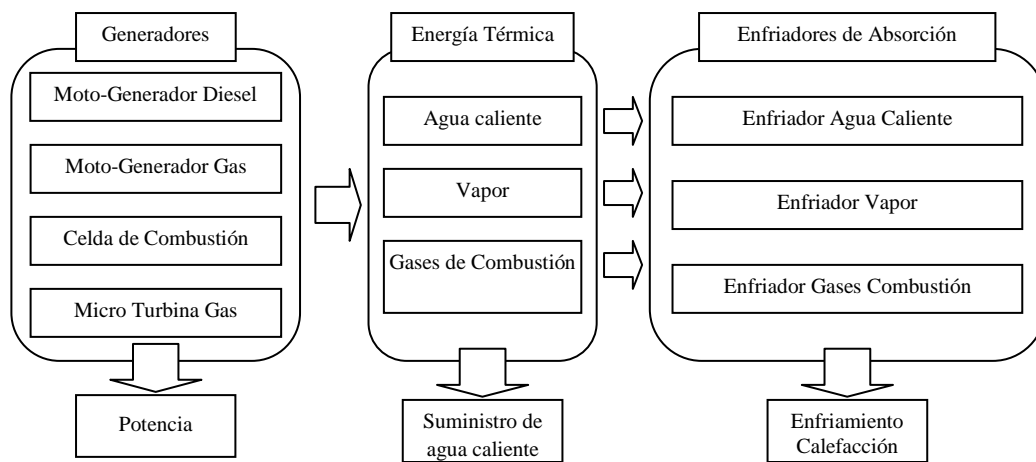 Generadores
Moto-Generador Diesel
Moto-Generador Gas
Celda de Combustión
Micro Turbina Gas
Potencia
Energía Térmica
Agua caliente
Vapor
Gases de Combustión
Suministro de
agua caliente
Enfriadores de Absorción
Enfriador Agua Caliente
Enfriador Vapor
Enfriador Gases Combustión
Enfriamiento
Calefacción